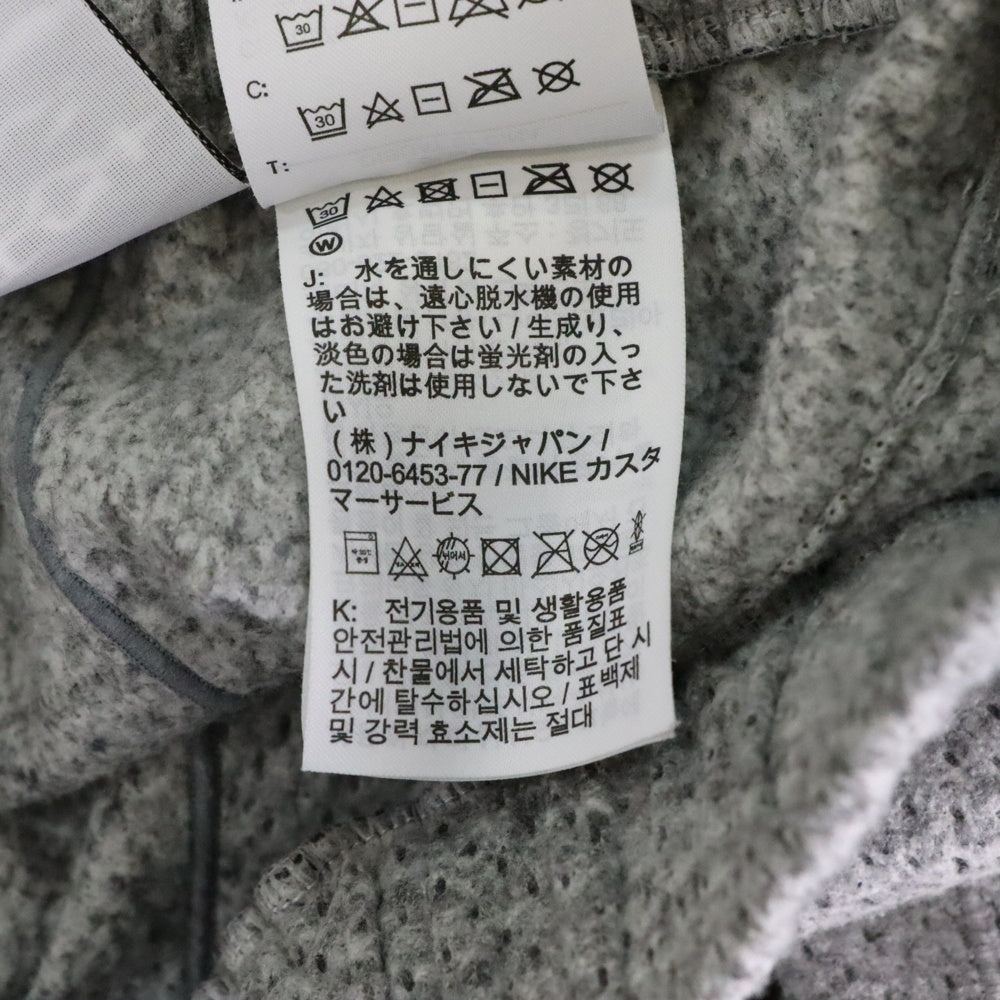 30
C:
30
T:
30
W
J: 水を通しにくい素材の
場合は、遠心脱水機の使用
はお避け下さい / 生成り、
淡色の場合は蛍光剤の入っ
た洗剤は使用しないで下さ
い
(株) ナイキジャパン /
0120-6453-77 / NIKE カスタ
マーサービス
K: 전기용품 및 생활용품
안전관리법에 의한 품질표
시 / 찬물에서 세탁하고 단 시
간에 탈수하십시오 / 표백제
및 강력 효소제는 절대